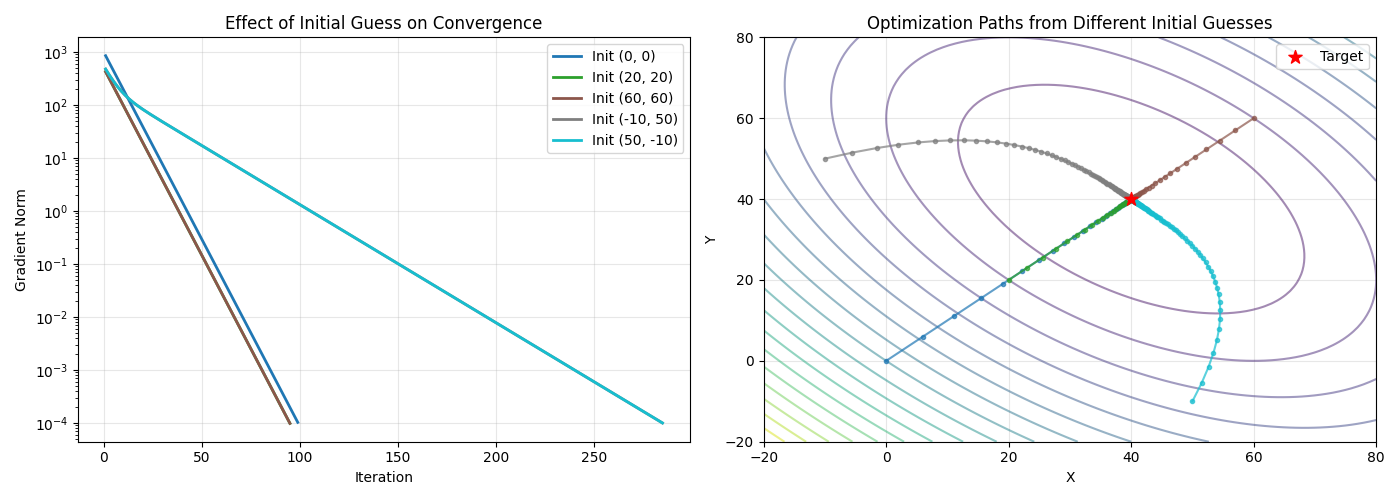 Effect of Initial Guess on Convergence
Gradient Norm
10³
10²
10¹
10⁰
10⁻¹
10⁻²
10⁻³
10⁻⁴
0
50
100
150
200
250
Iteration
Init (0, 0)
Init (20, 20)
Init (60, 60)
Init (-10, 50)
Init (50, -10)
Optimization Paths from Different Initial Guesses
Y
80
60
40
20
0
−20
−20
0
20
40
60
80
X
Target